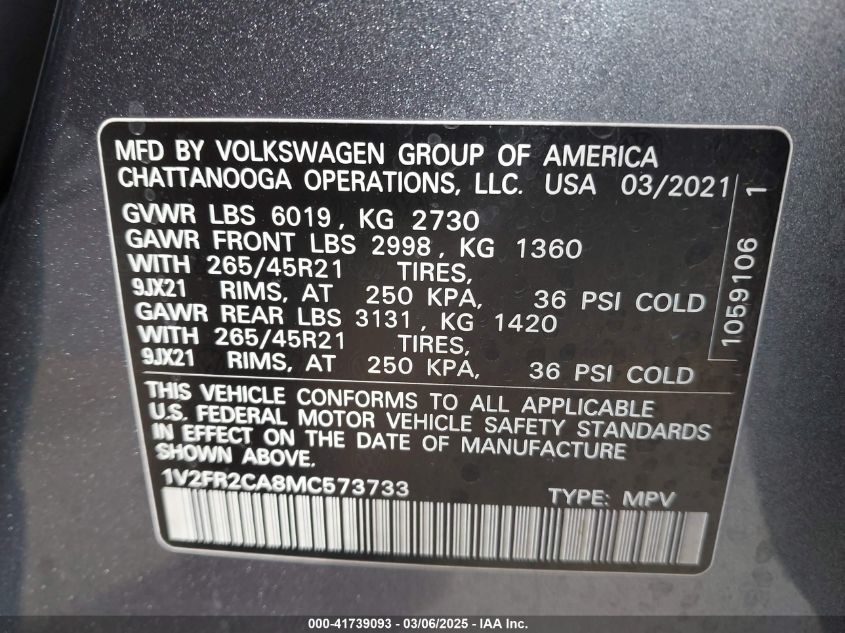 MFD BY VOLKSWAGEN GROUP OF AMERICA
CHATTANOOGA OPERATIONS, LLC. USA 03/2021
GVWR LBS 6019, KG 2730
GAWR FRONT LBS 2998, KG 1360
WITH 265/45R21 TIRES,
9JX21 RIMS, AT 250 KPA, 36 PSI COLD
GAWR REAR LBS 3131, KG 1420
WITH 265/45R21 TIRES,
9JX21 RIMS, AT 250 KPA, 36 PSI COLD
THIS VEHICLE CONFORMS TO ALL APPLICABLE
U.S. FEDERAL MOTOR VEHICLE SAFETY STANDARDS
IN EFFECT ON THE DATE OF MANUFACTURE
SHOWN ABOVE.
1V2FR2CA8MC573733 TYPE: MPV
1059106 1
000-41739093 - 03/06/2025 - IAA Inc.